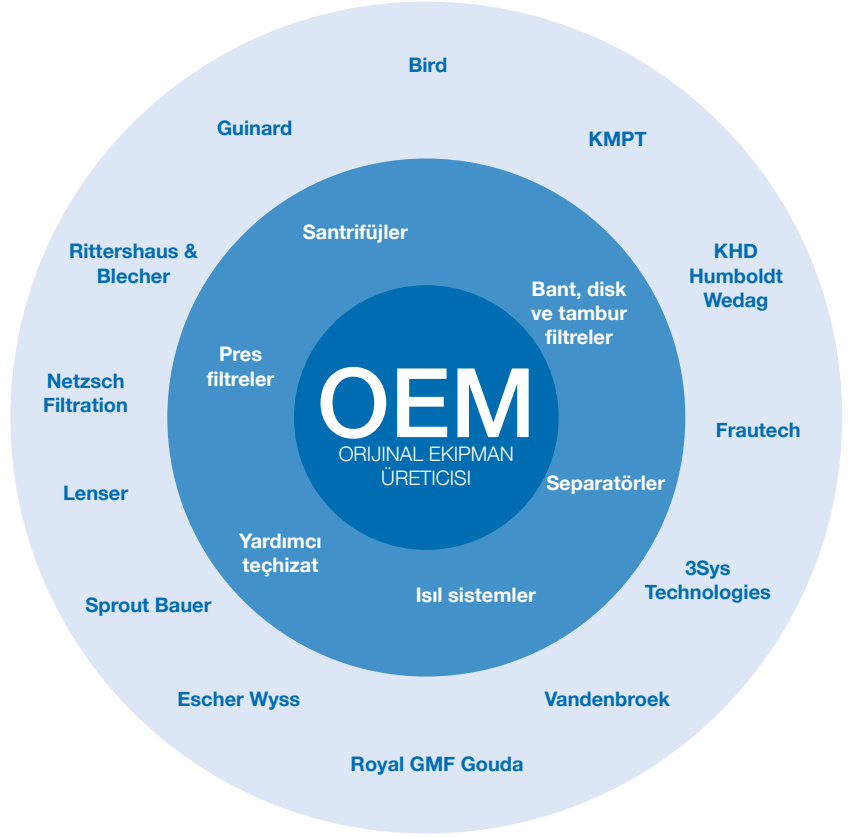 Bird
Guinard
KMPT
Santrifüjler
Rittershaus &
Blecher
KHD
Humboldt
Wedag
Bant, disk
ve tambur
filtreler
Pres
filtreler
Netzsch
Filtration
OEM
ORIJINAL EKIPMAN
ÜRETICISI
Frautech
Lenser
Separatörler
Yardımcı
teçhizat
3Sys
Technologies
Isıl sistemler
Sprout Bauer
Escher Wyss
Vandenbroek
Royal GMF Gouda